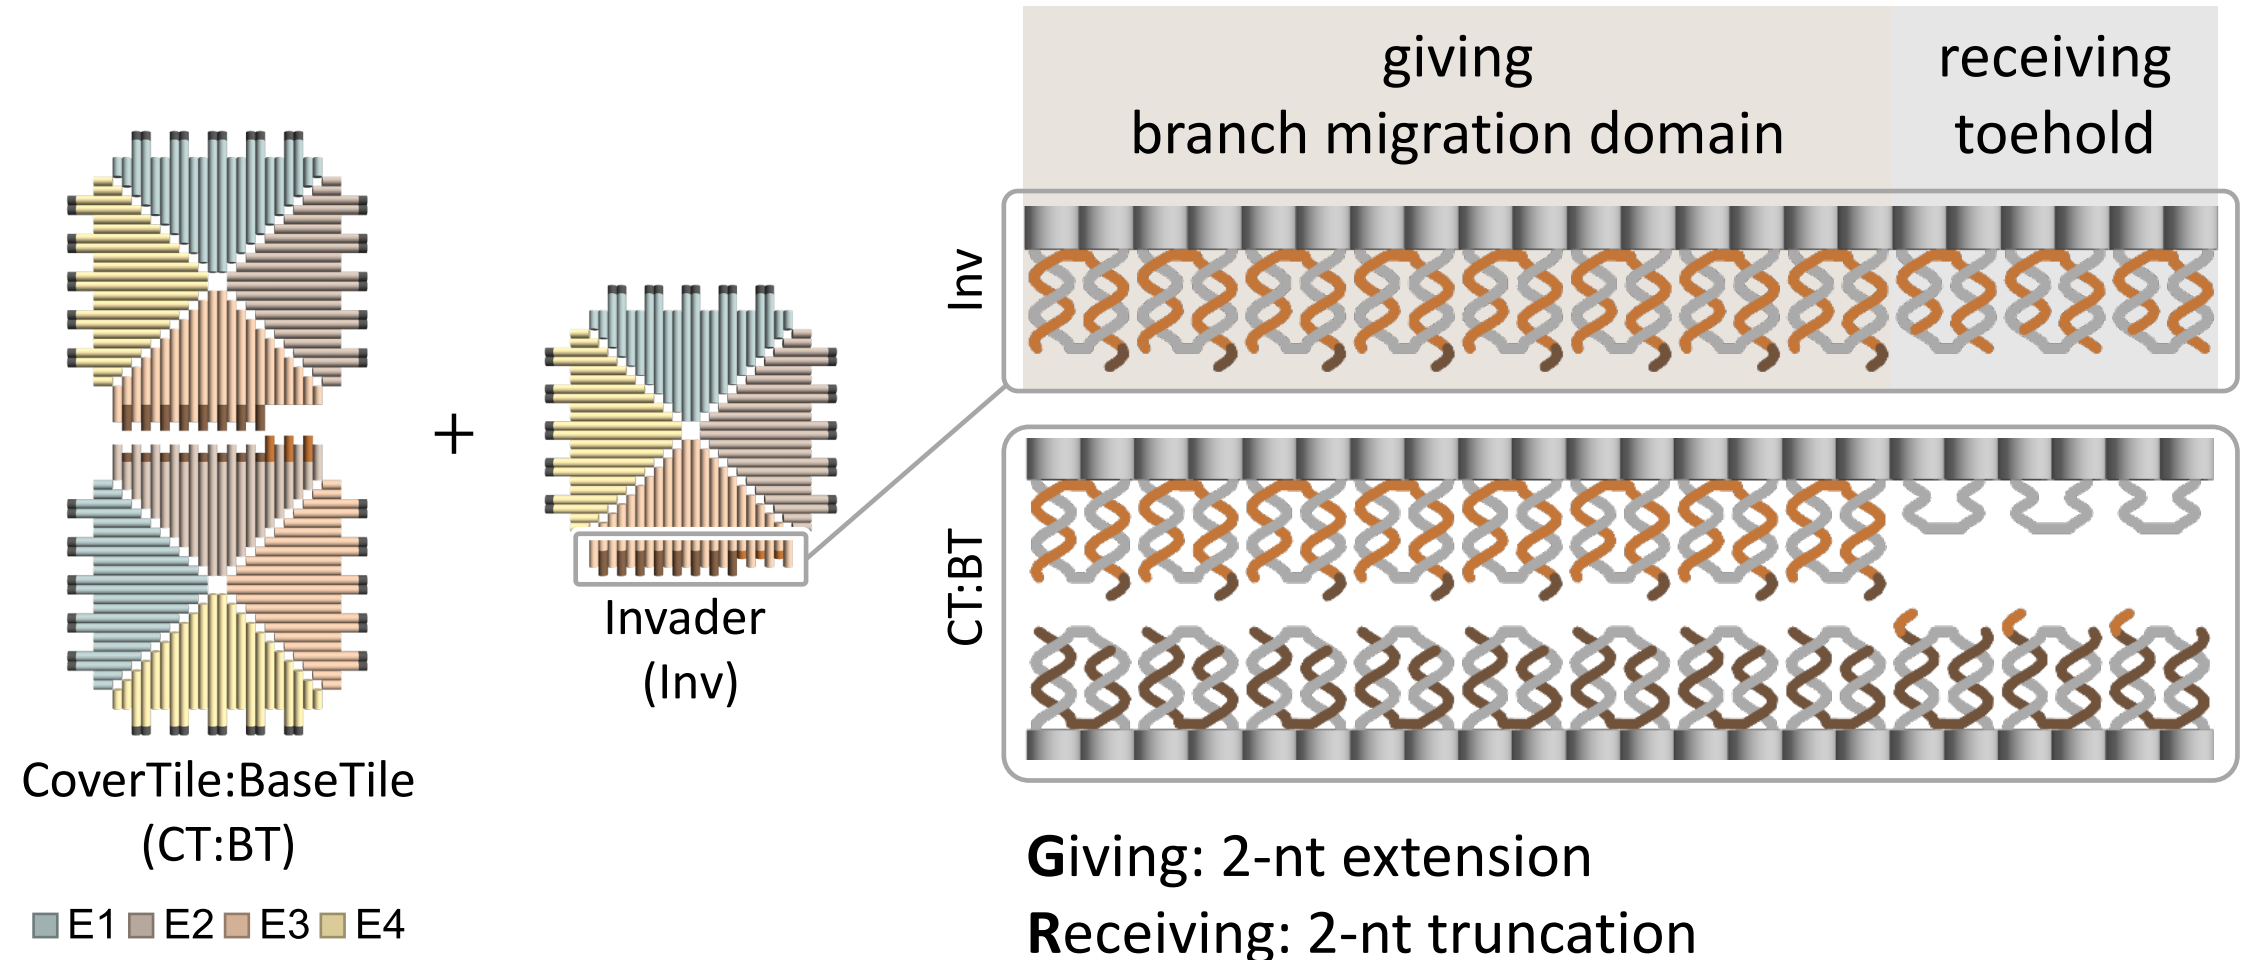 giving
branch migration domain
receiving
toehold
Inv
CT:BT
+
Invader
(Inv)
CoverTile:BaseTile
(CT:BT)
E1 E2 E3 E4
Giving: 2-nt extension
Receiving: 2-nt truncation